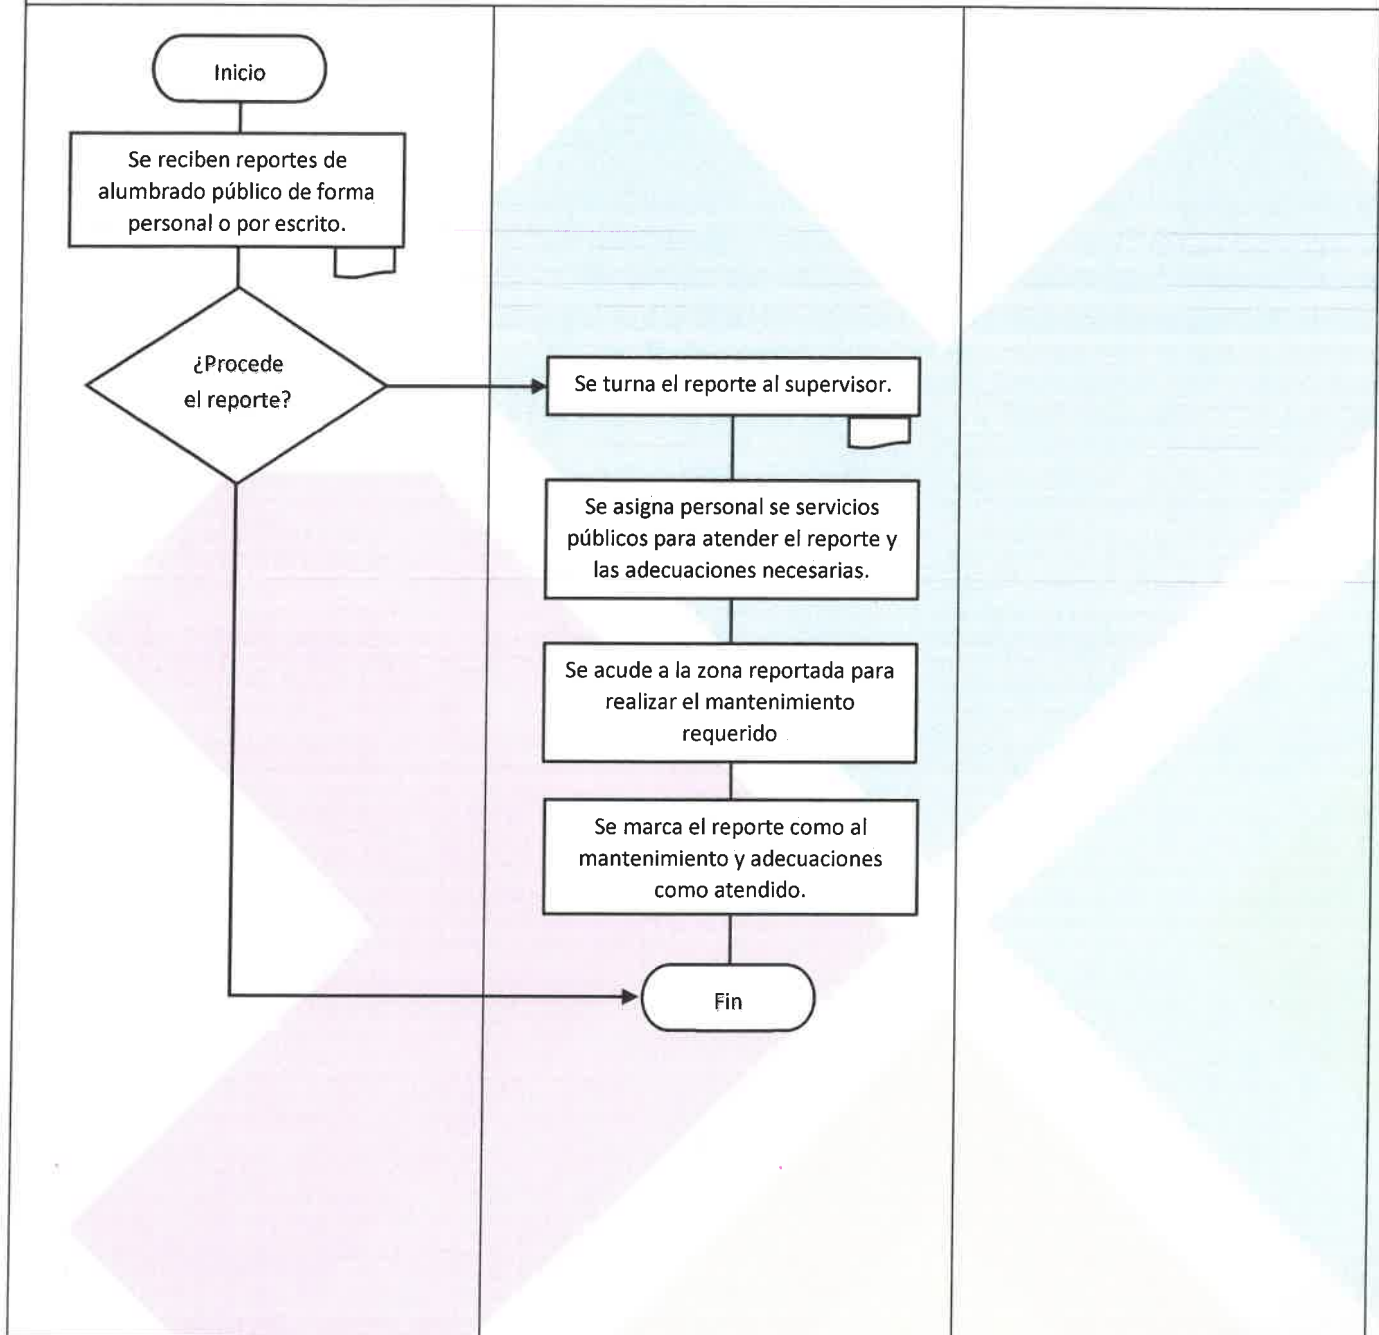 Inicio
Se reciben reportes de
alumbrado público de forma
personal o por escrito.
¿Procede
el reporte?
Se turna el reporte al supervisor.
Se asigna personal se servicios
públicos para atender el reporte y
las adecuaciones necesarias.
Se acude a la zona reportada para
realizar el mantenimiento
requerido
Se marca el reporte como al
mantenimiento y adecuaciones
como atendido.
Fin